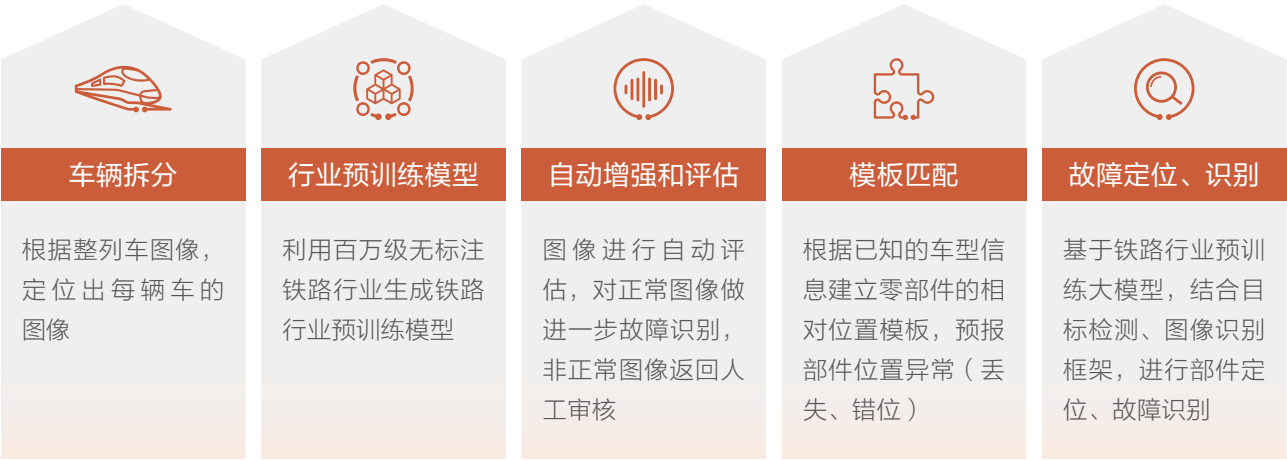 车辆拆分
根据整列车图像，
定位出每辆车的
图像
行业预训练模型
利用百万级无标注
铁路行业生成铁路
行业预训练模型
自动增强和评估
图像进行自动评
估，对正常图像做
进一步故障识别，
非正常图像返回人
工审核
模板匹配
根据已知的车型信
息建立零部件的相
对位置模板，预报
部件位置异常（丢
失、错位）
故障定位、识别
基于铁路行业预训
练大模型，结合目
标检测、图像识别
框架，进行部件定
位、故障识别